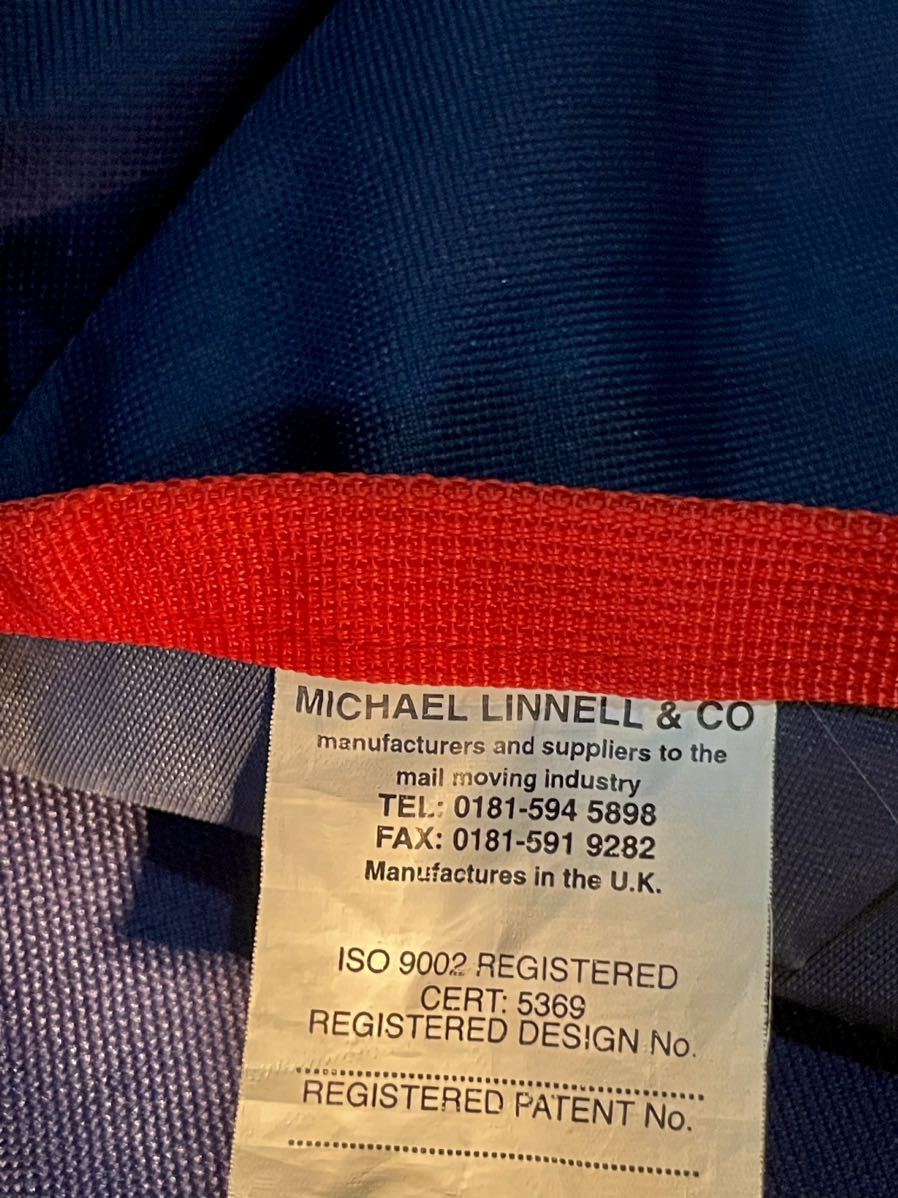 MICHAEL LINNELL & CO
manufacturers and suppliers to the
mail moving industry
TEL: 0181-594 5898
FAX: 0181-591 9282
Manufactures in the U.K.
ISO 9002 REGISTERED
CERT: 5369
REGISTERED DESIGN No.
REGISTERED PATENT No.